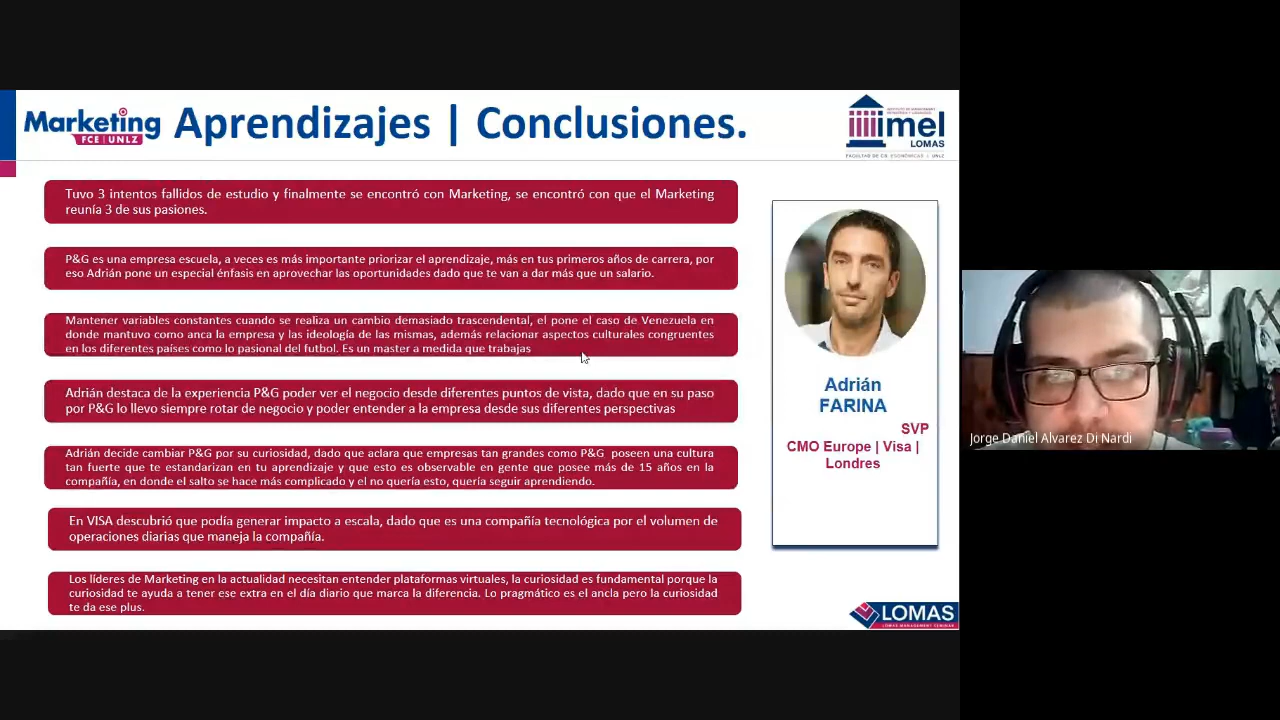 Marketing
FCE | UNLZ
Aprendizajes | Conclusiones.
imel
LOMAS
FACULTAD DE CS. ECONÓMICAS | UNLZ
Tuvo 3 intentos fallidos de estudio y finalmente se encontró con Marketing, se encontró con que el Marketing
reunía 3 de sus pasiones.
P&G es una empresa escuela, a veces es más importante priorizar el aprendizaje, más en tus primeros años de carrera, por
eso Adrián pone un especial énfasis en aprovechar las oportunidades dado que te van a dar más que un salario.
Mantener variables constantes cuando se realiza un cambio demasiado trascendental, el pone el caso de Venezuela en
donde mantuvo como anca la empresa y las ideología de las mismas, además relacionar aspectos culturales congruentes
en los diferentes países como lo pasional del futbol. Es un master a medida que trabajas
Adrián destaca de la experiencia P&G poder ver el negocio desde diferentes puntos de vista, dado que en su paso
por P&G lo llevo siempre rotar de negocio y poder entender a la empresa desde sus diferentes perspectivas
Adrián decide cambiar P&G por su curiosidad, dado que aclara que empresas tan grandes como P&G poseen una cultura
tan fuerte que te estandarizan en tu aprendizaje y que esto es observable en gente que posee más de 15 años en la
compañía, en donde el salto se hace más complicado y el no quería esto, quería seguir aprendiendo.
En VISA descubrió que podía generar impacto a escala, dado que es una compañía tecnológica por el volumen de
operaciones diarias que maneja la compañía.
Los líderes de Marketing en la actualidad necesitan entender plataformas virtuales, la curiosidad es fundamental porque la
curiosidad te ayuda a tener ese extra en el día diario que marca la diferencia. Lo pragmático es el ancla pero la curiosidad
te da ese plus.
Adrián
FARINA
SVP
CMO Europe | Visa |
Londres
LOMAS
Jorge Daniel Alvarez Di Nardi